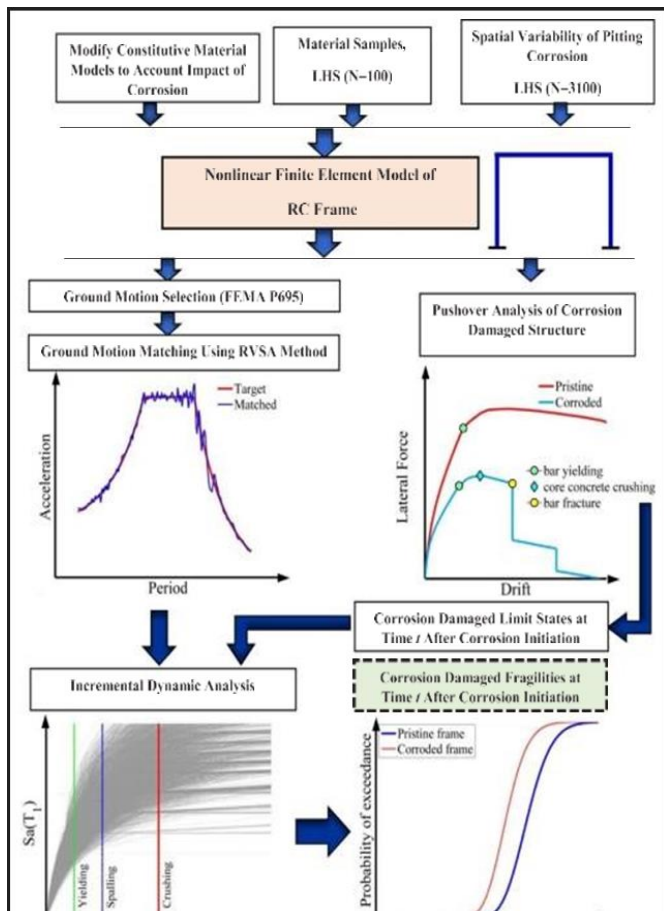 Modify Constitutive Material
Models to Account Impact of
Corrosion
Material Samples,
LHS (N–100)
Spatial Variability of Pitting
Corrosion
LHS (N–3100)
Nonlinear Finite Element Model of
RC Frame
Ground Motion Selection (FEMA P695)
Ground Motion Matching Using RVSA Method
Pushover Analysis of Corrosion
Damaged Structure
Acceleration
Target
Matched
Period
Lateral Force
Pristine
Corroded
bar yielding
core concrete crushing
bar fracture
Drift
Corrosion Damaged Limit States at
Time t After Corrosion Initiation
Incremental Dynamic Analysis
Corrosion Damaged Fragilities at
Time t After Corrosion Initiation
Sa(T1)
Yielding
Spalling
Crushing
Probability of exceedance
Pristine frame
Corroded frame